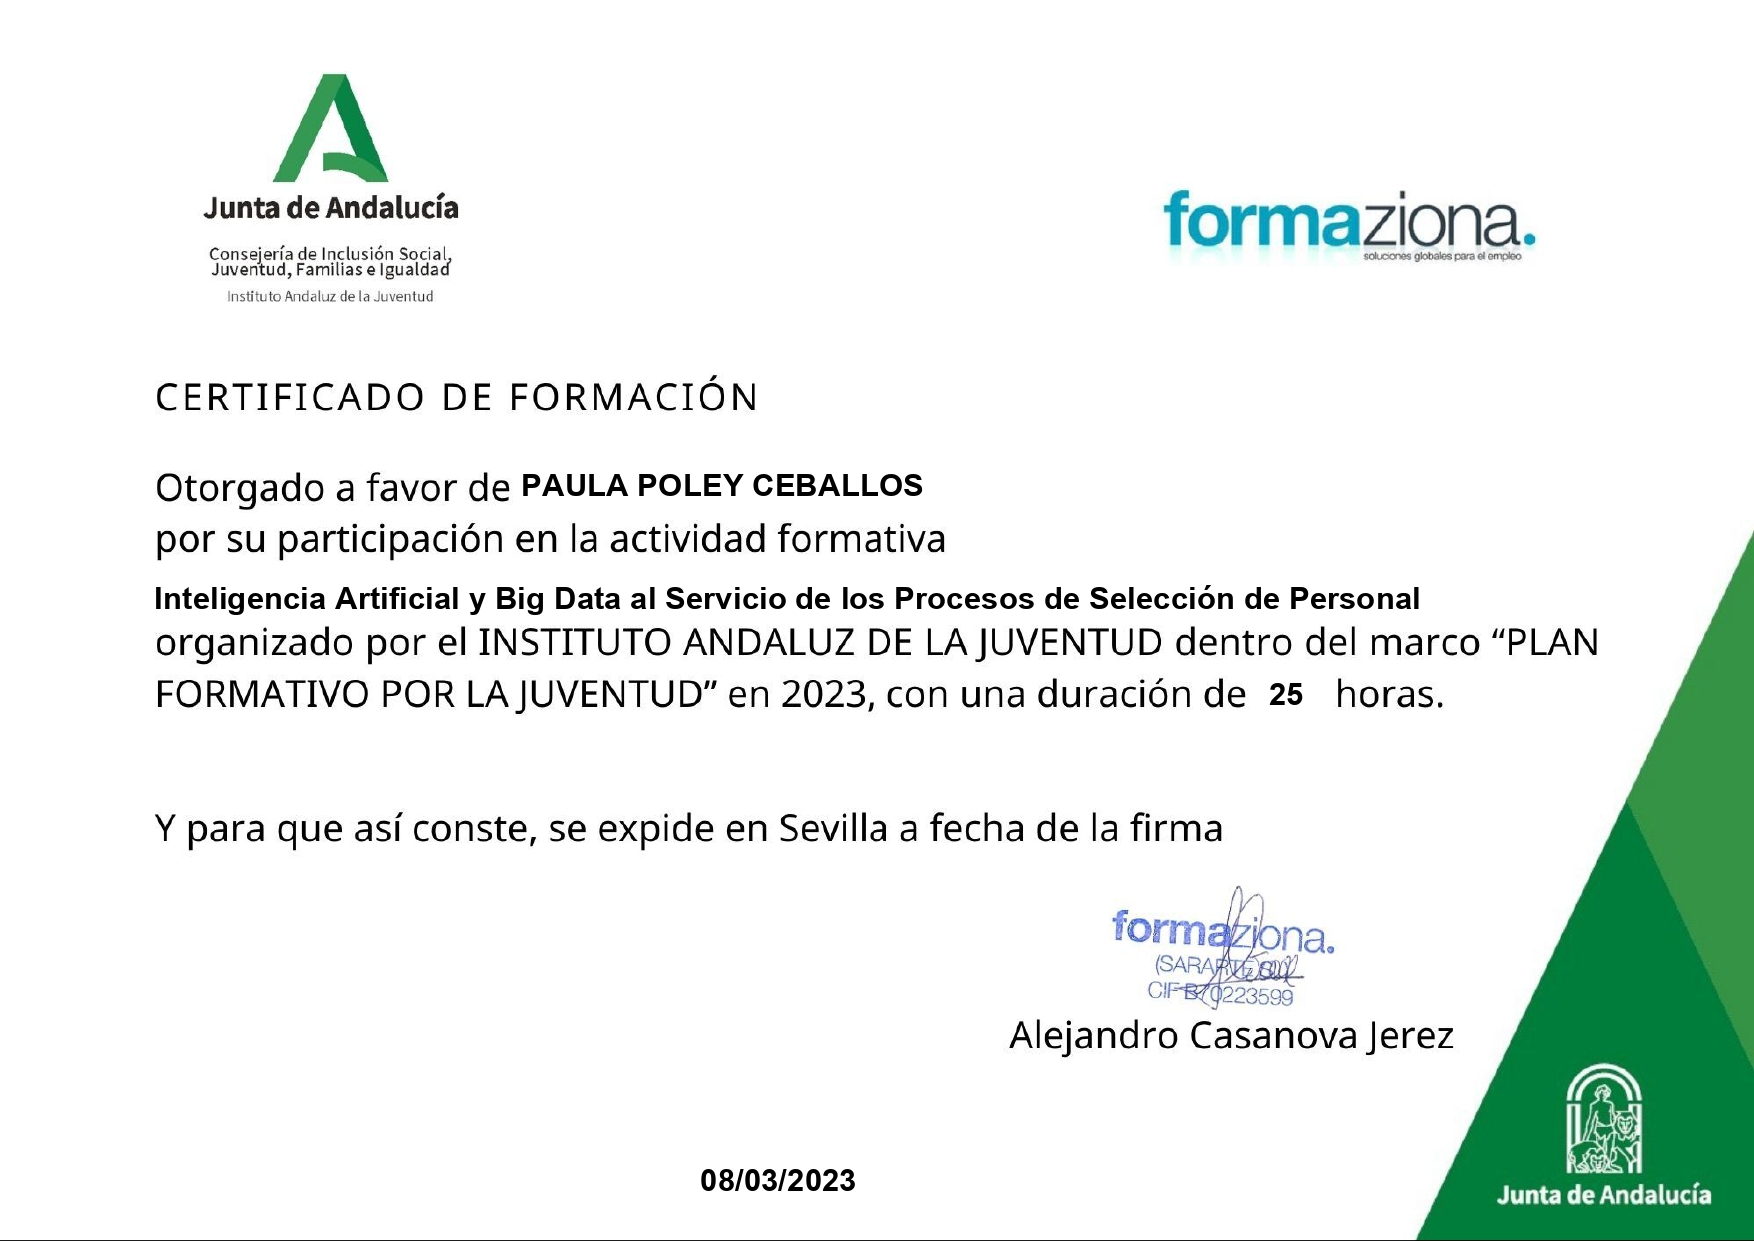 Junta de Andalucía
Consejería de Inclusión Social,
Juventud, Familias e Igualdad
Instituto Andaluz de la Juventud
formaziona.
soluciones globales para el empleo
CERTIFICADO DE FORMACIÓN
Otorgado a favor de PAULA POLEY CEBALLOS
por su participación en la actividad formativa
Inteligencia Artificial y Big Data al Servicio de los Procesos de Selección de Personal
organizado por el INSTITUTO ANDALUZ DE LA JUVENTUD dentro del marco “PLAN
FORMATIVO POR LA JUVENTUD” en 2023, con una duración de 25 horas.
Y para que así conste, se expide en Sevilla a fecha de la firma
formaziona.
CIF
Alejandro Casanova Jerez
08/03/2023
Junta de Andalucía